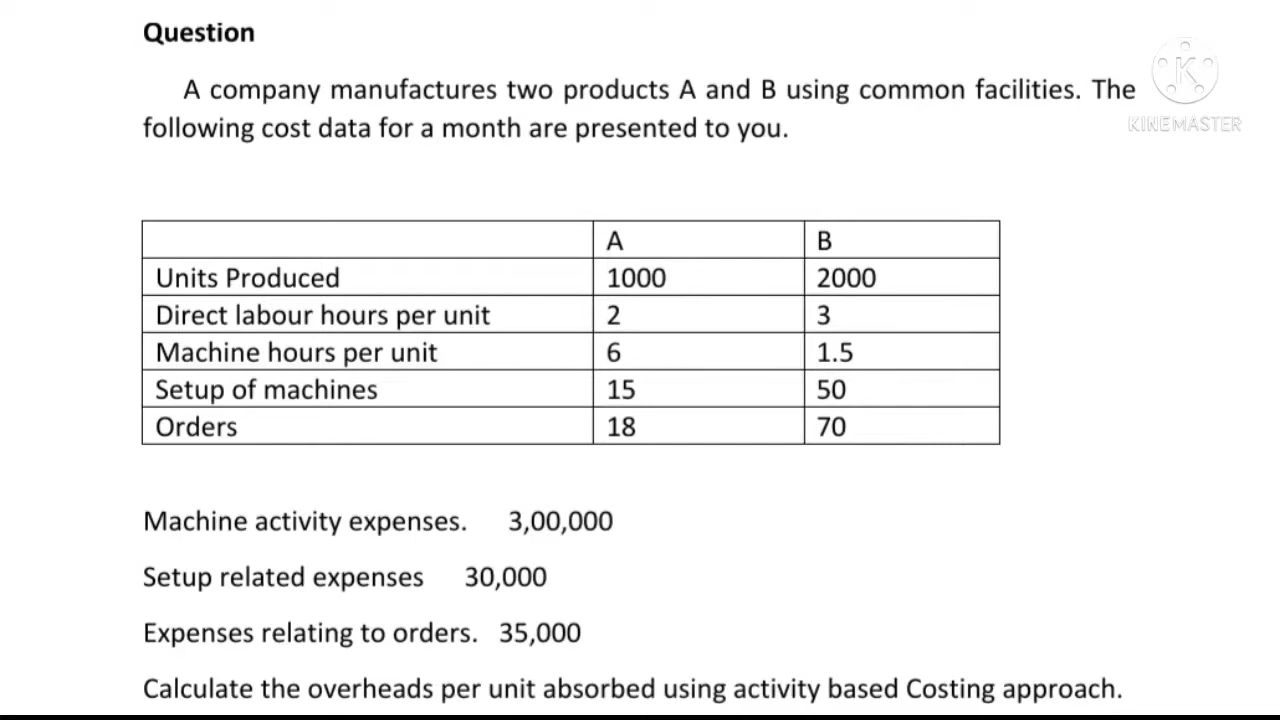 Question
A company manufactures two products A and B using common facilities. The
K
KINEMASTER
following cost data for a month are presented to you.
A B
Units Produced 1000 2000
Direct labour hours per unit 2 3
Machine hours per unit 6 1.5
Setup of machines 15 50
Orders 18 70
Machine activity expenses. 3,00,000
Setup related expenses 30,000
Expenses relating to orders. 35,000
Calculate the overheads per unit absorbed using activity based Costing approach.